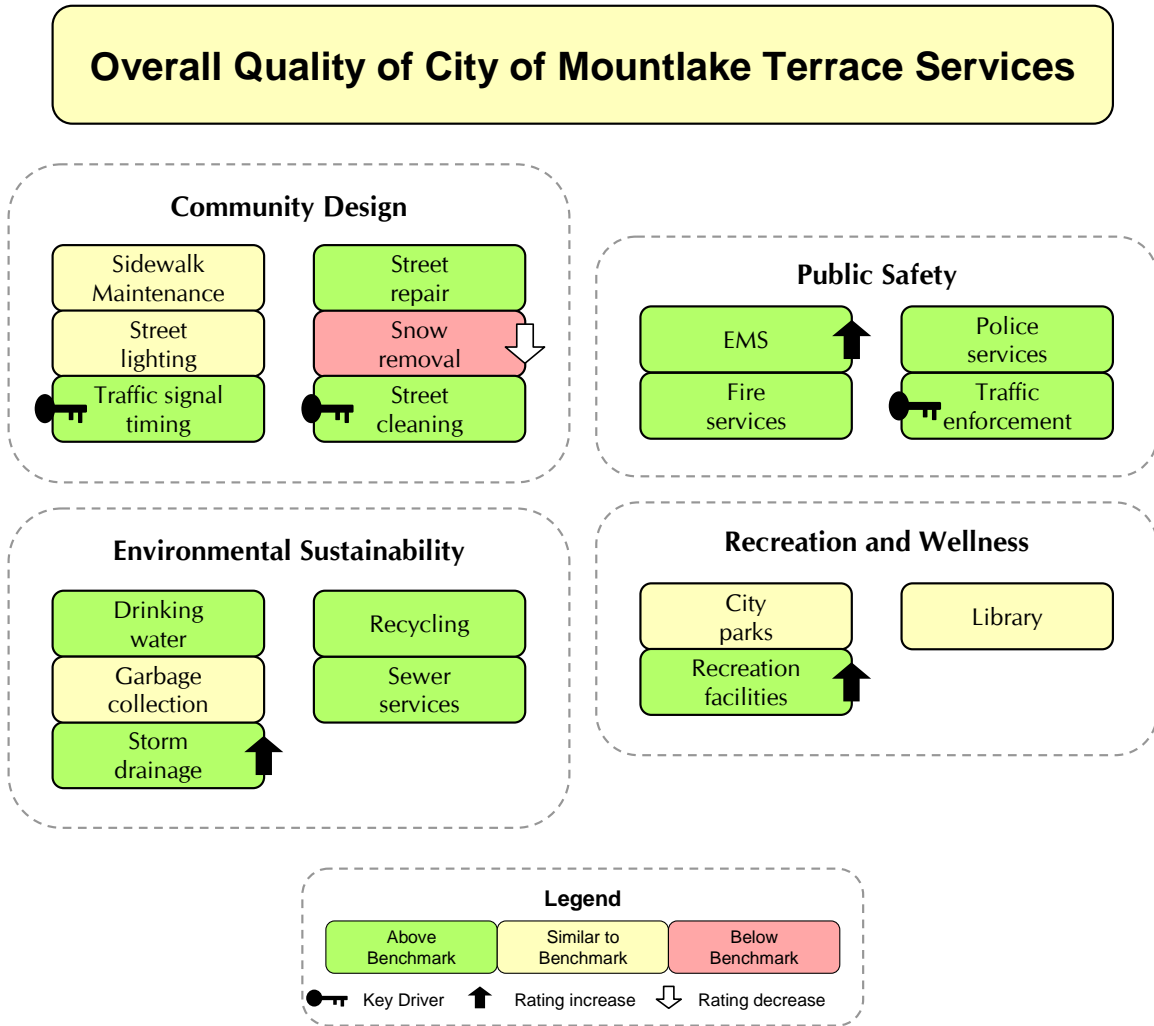 Overall Quality of City of Mountlake Terrace Services
Community Design
Sidewalk
Maintenance
Street
lighting
Traffic signal
timing
Street
repair
Snow
removal
Street
cleaning
Public Safety
EMS
Fire
services
Police
services
Traffic
enforcement
Environmental Sustainability
Drinking
water
Garbage
collection
Storm
drainage
Recycling
Sewer
services
Recreation and Wellness
City
parks
Recreation
facilities
Library
Legend
Above
Benchmark
Similar to
Benchmark
Below
Benchmark
Key Driver
Rating increase
Rating decrease